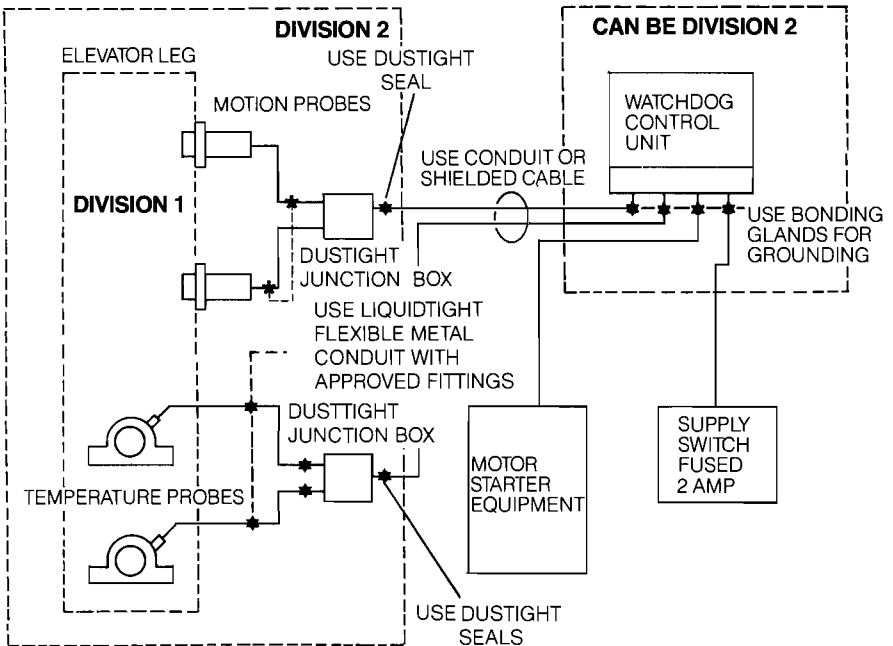 DIVISION 2
CAN BE DIVISION 2
ELEVATOR LEG
USE DUSTIGHT
SEAL
MOTION PROBES
WATCHDOG
CONTROL
UNIT
USE CONDUIT OR
SHIELDED CABLE
DIVISION 1
USE BONDING
GLANDS FOR
GROUNDING
DUSTIGHT
JUNCTION BOX
USE LIQUIDTIGHT
FLEXIBLE METAL
CONDUIT WITH
APPROVED FITTINGS
DUSTTIGHT
JUNCTION BOX
MOTOR
STARTER
EQUIPMENT
SUPPLY
SWITCH
FUSED
2 AMP
TEMPERATURE PROBES
USE DUSTIGHT
SEALS